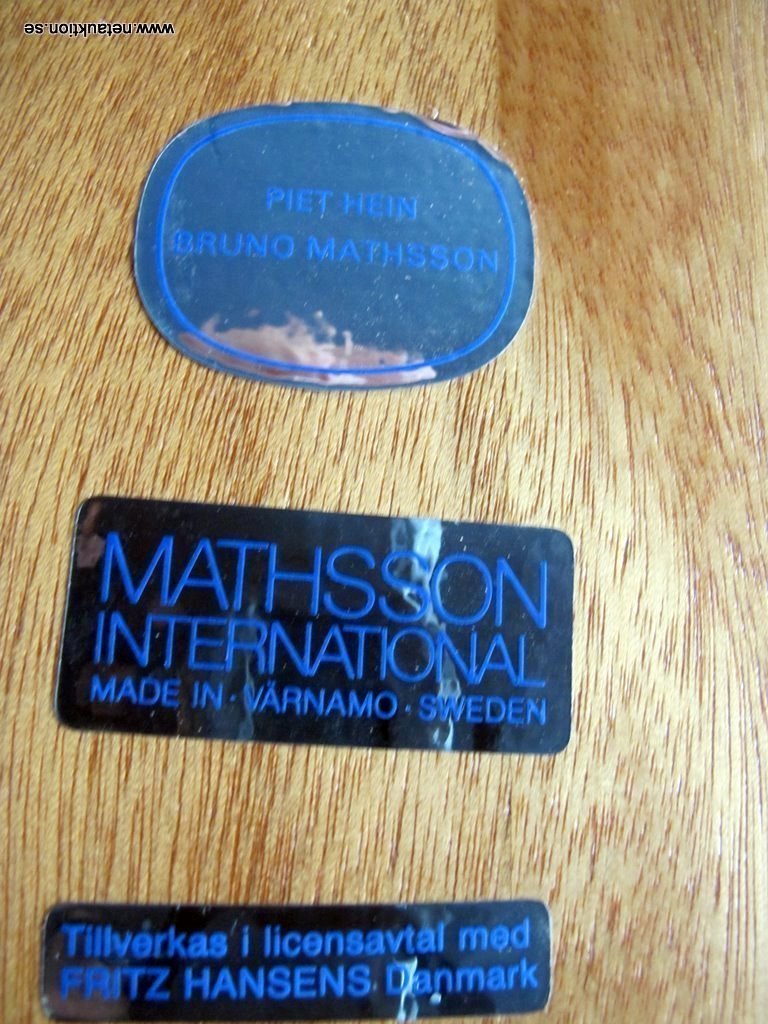 www.netauktion.se
PIET HEIN
BRUNO MATHSSON
MATHSSON
INTERNATIONAL
MADE IN · VÄRNAMO · SWEDEN
Tillverkas i licensavtal med
FRITZ HANSENS Danmark